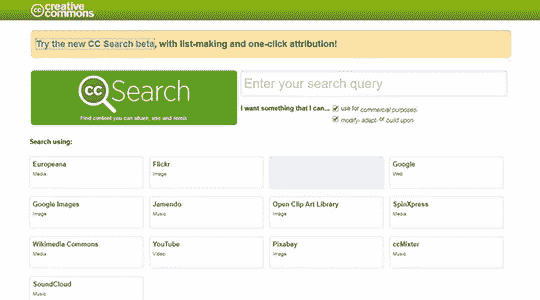 creative
commons
Try the new CC Search beta, with list-making and one-click attribution!
cc Search
Find content you can share, use and remix
Enter your search query
I want something that I can... use for commercial purposes;
modify, adapt, or build upon.
Search using:
Europeana Flickr Google
Media Image Web
Google Images Jamendo Open Clip Art Library SpinXpress
Image Music Image Media
Wikimedia Commons YouTube Pixabay ccMixter
Media Video Image Music
SoundCloud
Music